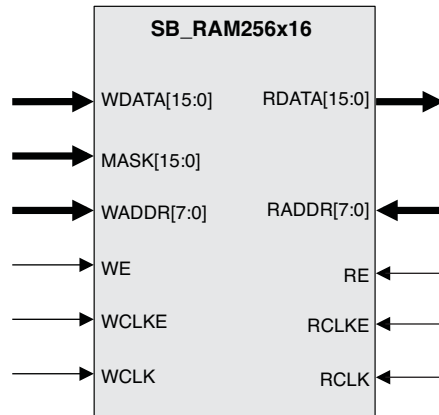 SB_RAM256x16
WDATA[15:0]
RDATA[15:0]
MASK[15:0]
WADDR[7:0]
RADDR[7:0]
WE
RE
WCLKE
RCLKE
WCLK
RCLK